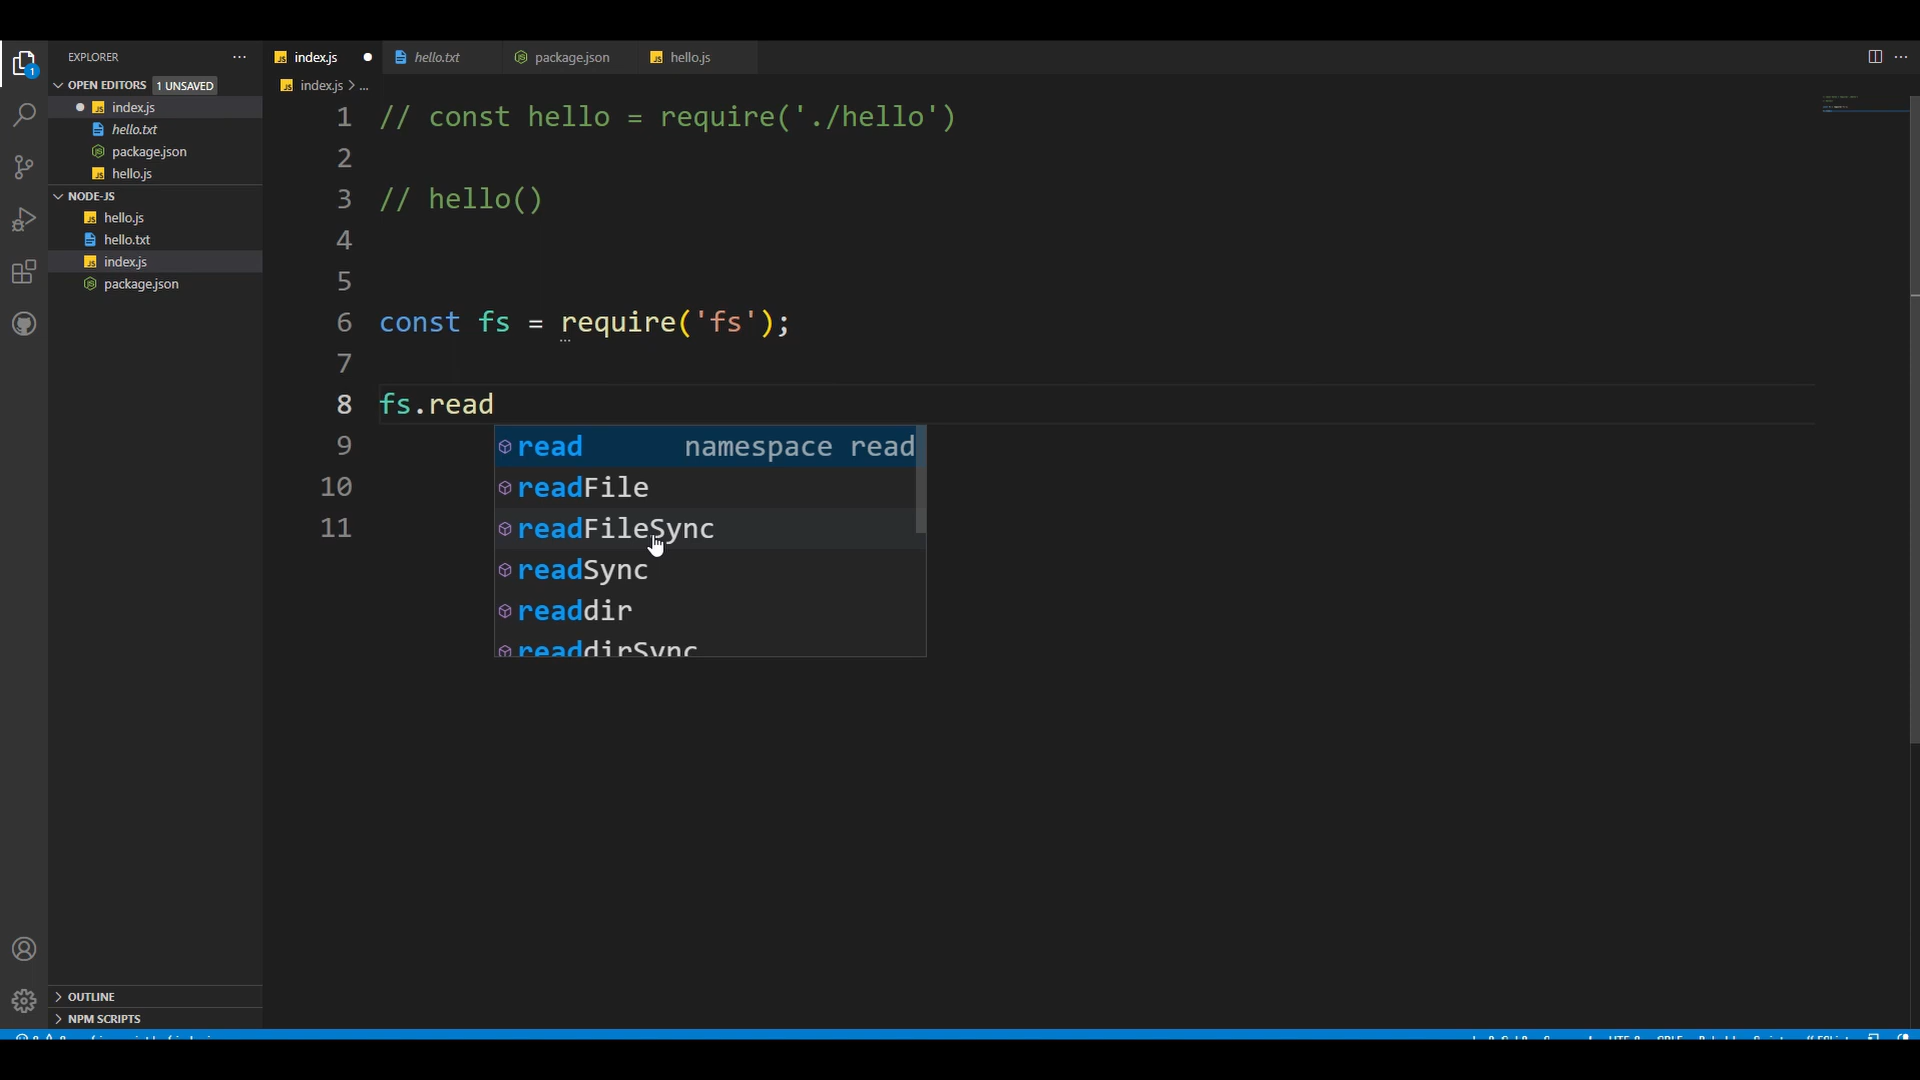 EXPLORER
OPEN EDITORS 1 UNSAVED
index.js
hello.txt
package.json
hello.js
NODE-JS
hello.js
hello.txt
index.js
package.json
OUTLINE
NPM SCRIPTS
1
index.js hello.txt package.json hello.js
index.js > ...
1 // const hello = require('./hello')
2
3 // hello()
4
5
6 const fs = require('fs');
7
8 fs.read
9
10
11
read namespace read
readFile
readFileSync
readSync
readdir
readdirSync